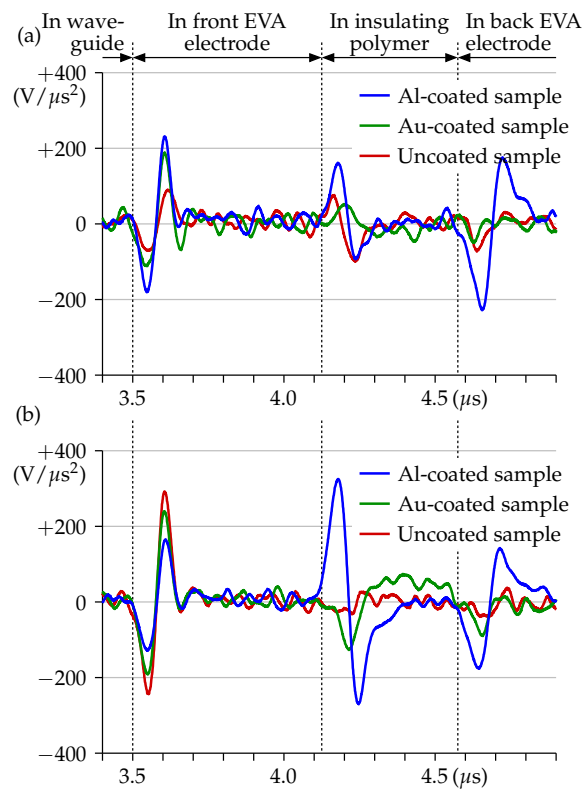 (a)
In wave-
guide
In front EVA
electrode
In insulating
polymer
In back EVA
electrode
+400
(V/μs²)
+200
0
−200
−400
Al-coated sample
Au-coated sample
Uncoated sample
3.5
4.0
4.5 (μs)
(b)
+400
(V/μs²)
+200
0
−200
−400
Al-coated sample
Au-coated sample
Uncoated sample
3.5
4.0
4.5 (μs)